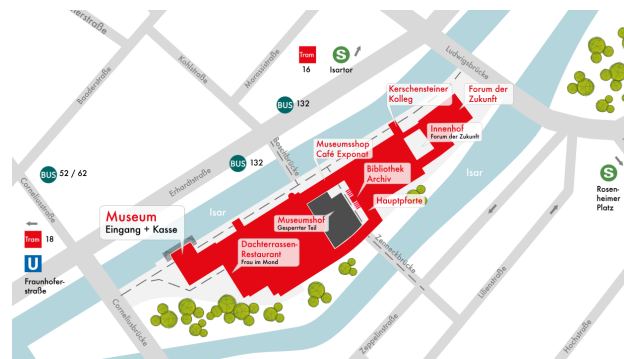 Baaderstraße
Kohlstraße
Morassistraße
Tram
16
S
Isartor
Ludwigsbrücke
BUS
132
Kerschensteiner
Kolleg
Forum der
Zukunft
Innenhof
Forum der Zukunft
Museumsshop
Café Exponat
Boschbrücke
BUS
132
Bibliothek
Archiv
Hauptpforte
Isar
S
Rosen-
heimer
Platz
BUS
52 / 62
Corneliusstraße
Erhardtstraße
Isar
Museum
Eingang + Kasse
Museumshof
Gesperrter Teil
Dachterrassen-
Restaurant
Frau im Mond
Tram
18
U
Fraunhofer-
straße
Corneliusbrücke
Zenneckbrücke
Zeppelinstraße
Lilienstraße
Hochstraße